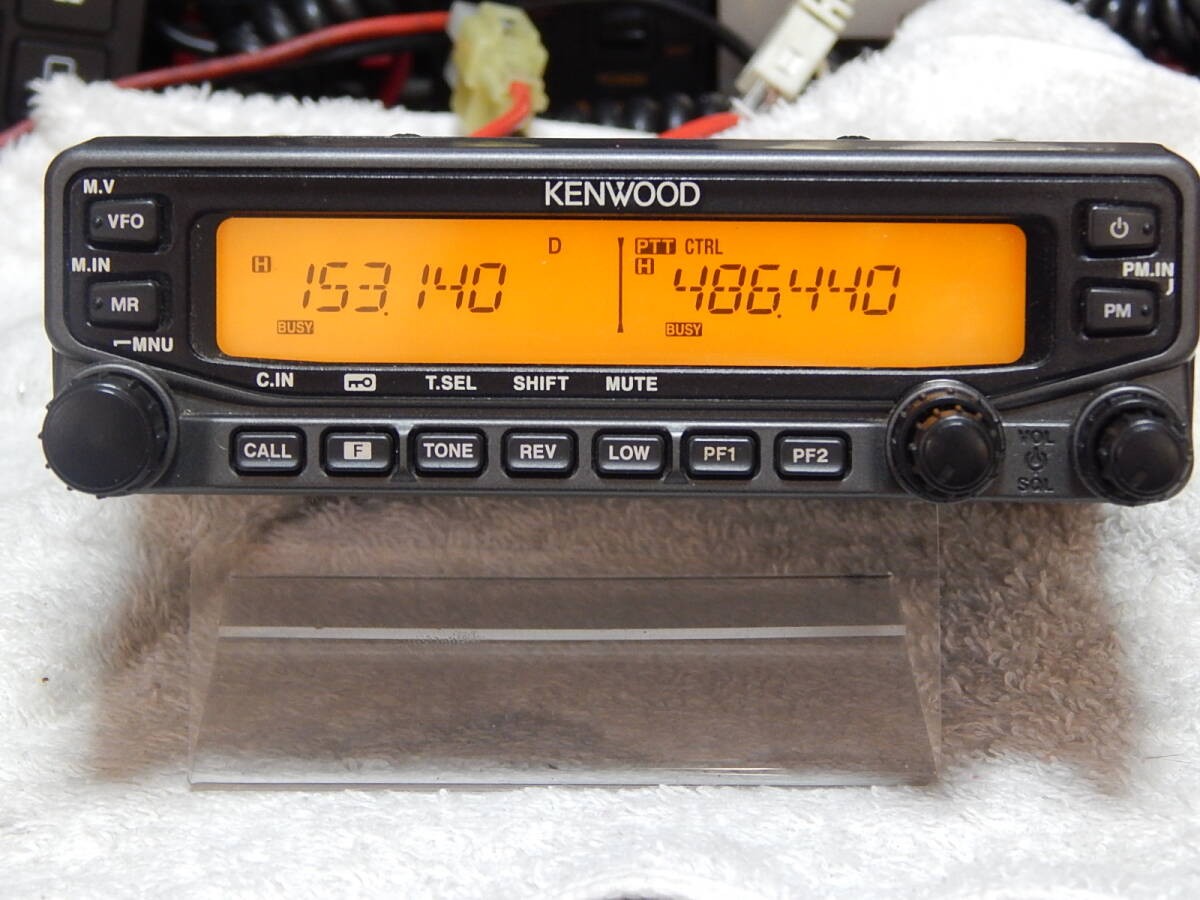 KENWOOD
M.V
VFO
M.IN
MR
MNU
D
PTT CTRL
H 153.140
H 486.440
BUSY
BUSY
PM.IN
PM
C.IN T.SEL SHIFT MUTE
CALL F TONE REV LOW PF1 PF2
VOL
SQL